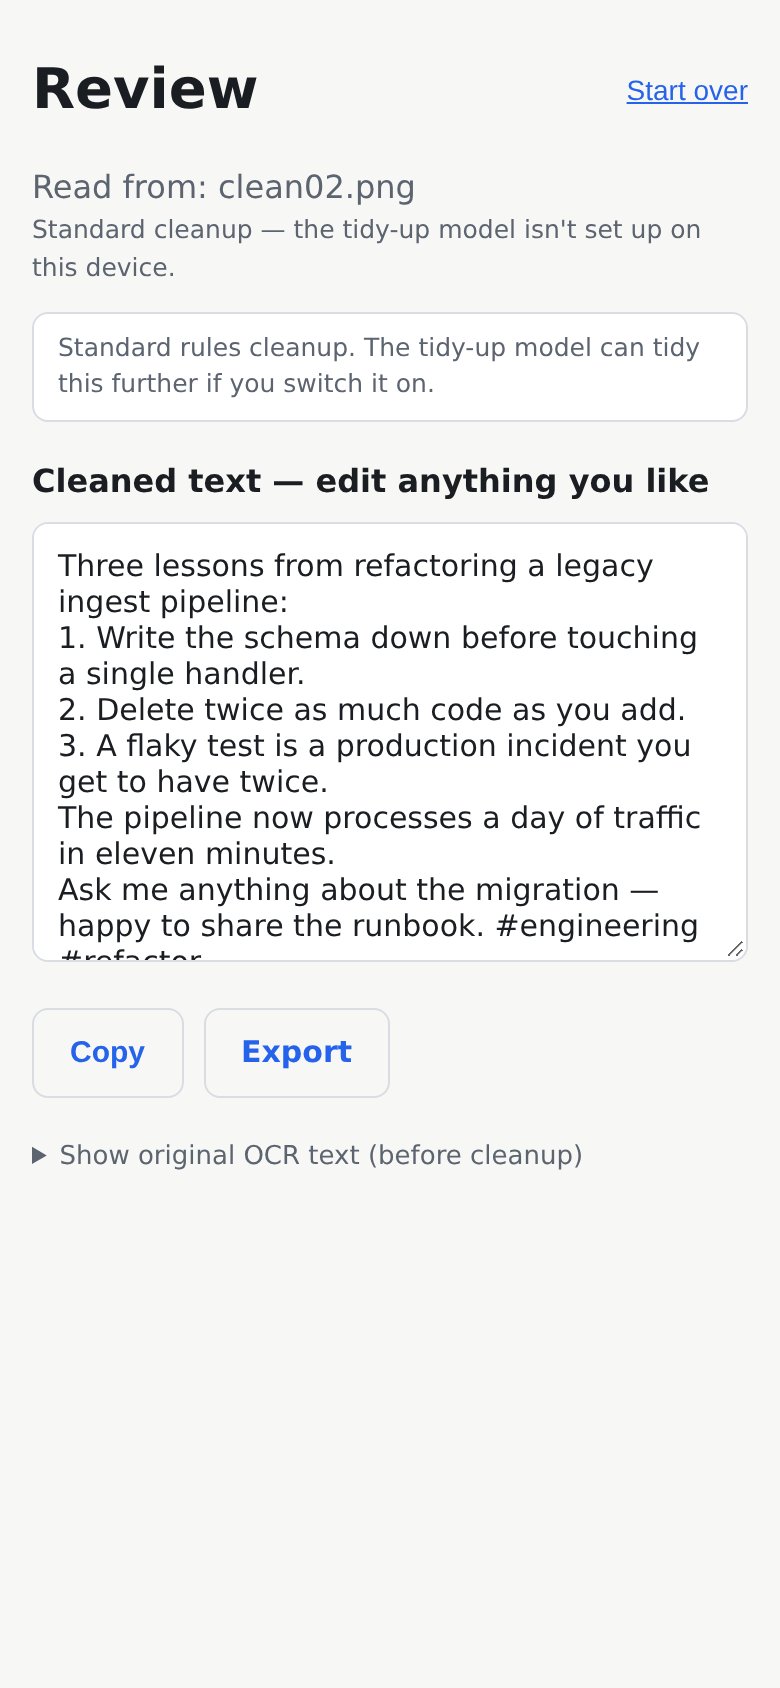 Review
Start over
Read from: clean02.png
Standard cleanup — the tidy-up model isn't set up on
this device.
Standard rules cleanup. The tidy-up model can tidy
this further if you switch it on.
Cleaned text — edit anything you like
Three lessons from refactoring a legacy
ingest pipeline:
1. Write the schema down before touching
a single handler.
2. Delete twice as much code as you add.
3. A flaky test is a production incident you
get to have twice.
The pipeline now processes a day of traffic
in eleven minutes.
Ask me anything about the migration —
happy to share the runbook. #engineering
#refactor
Copy
Export
Show original OCR text (before cleanup)